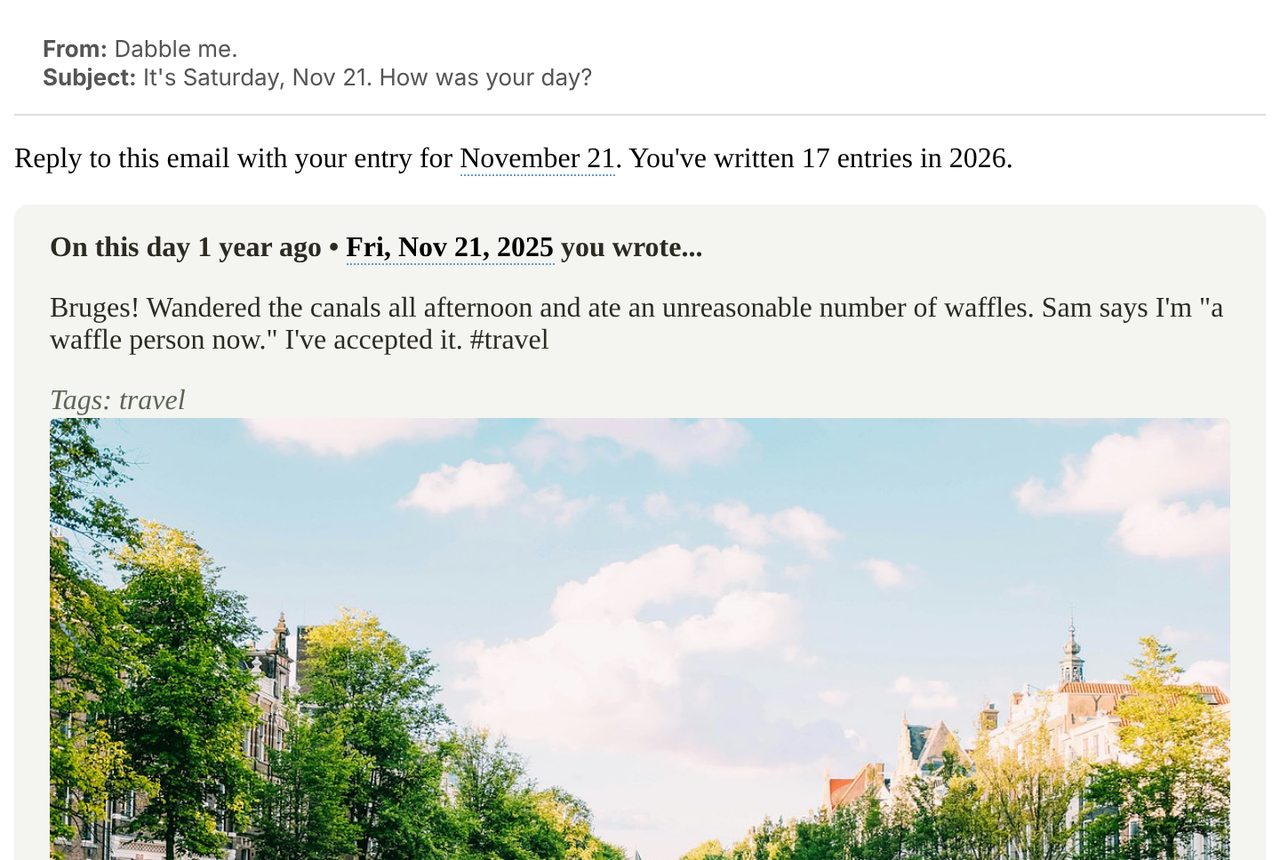 From: Dabble me.
Subject: It's Saturday, Nov 21. How was your day?
Reply to this email with your entry for November 21. You've written 17 entries in 2026.
On this day 1 year ago • Fri, Nov 21, 2025 you wrote...
Bruges! Wandered the canals all afternoon and ate an unreasonable number of waffles. Sam says I'm "a
waffle person now." I've accepted it. #travel
Tags: travel